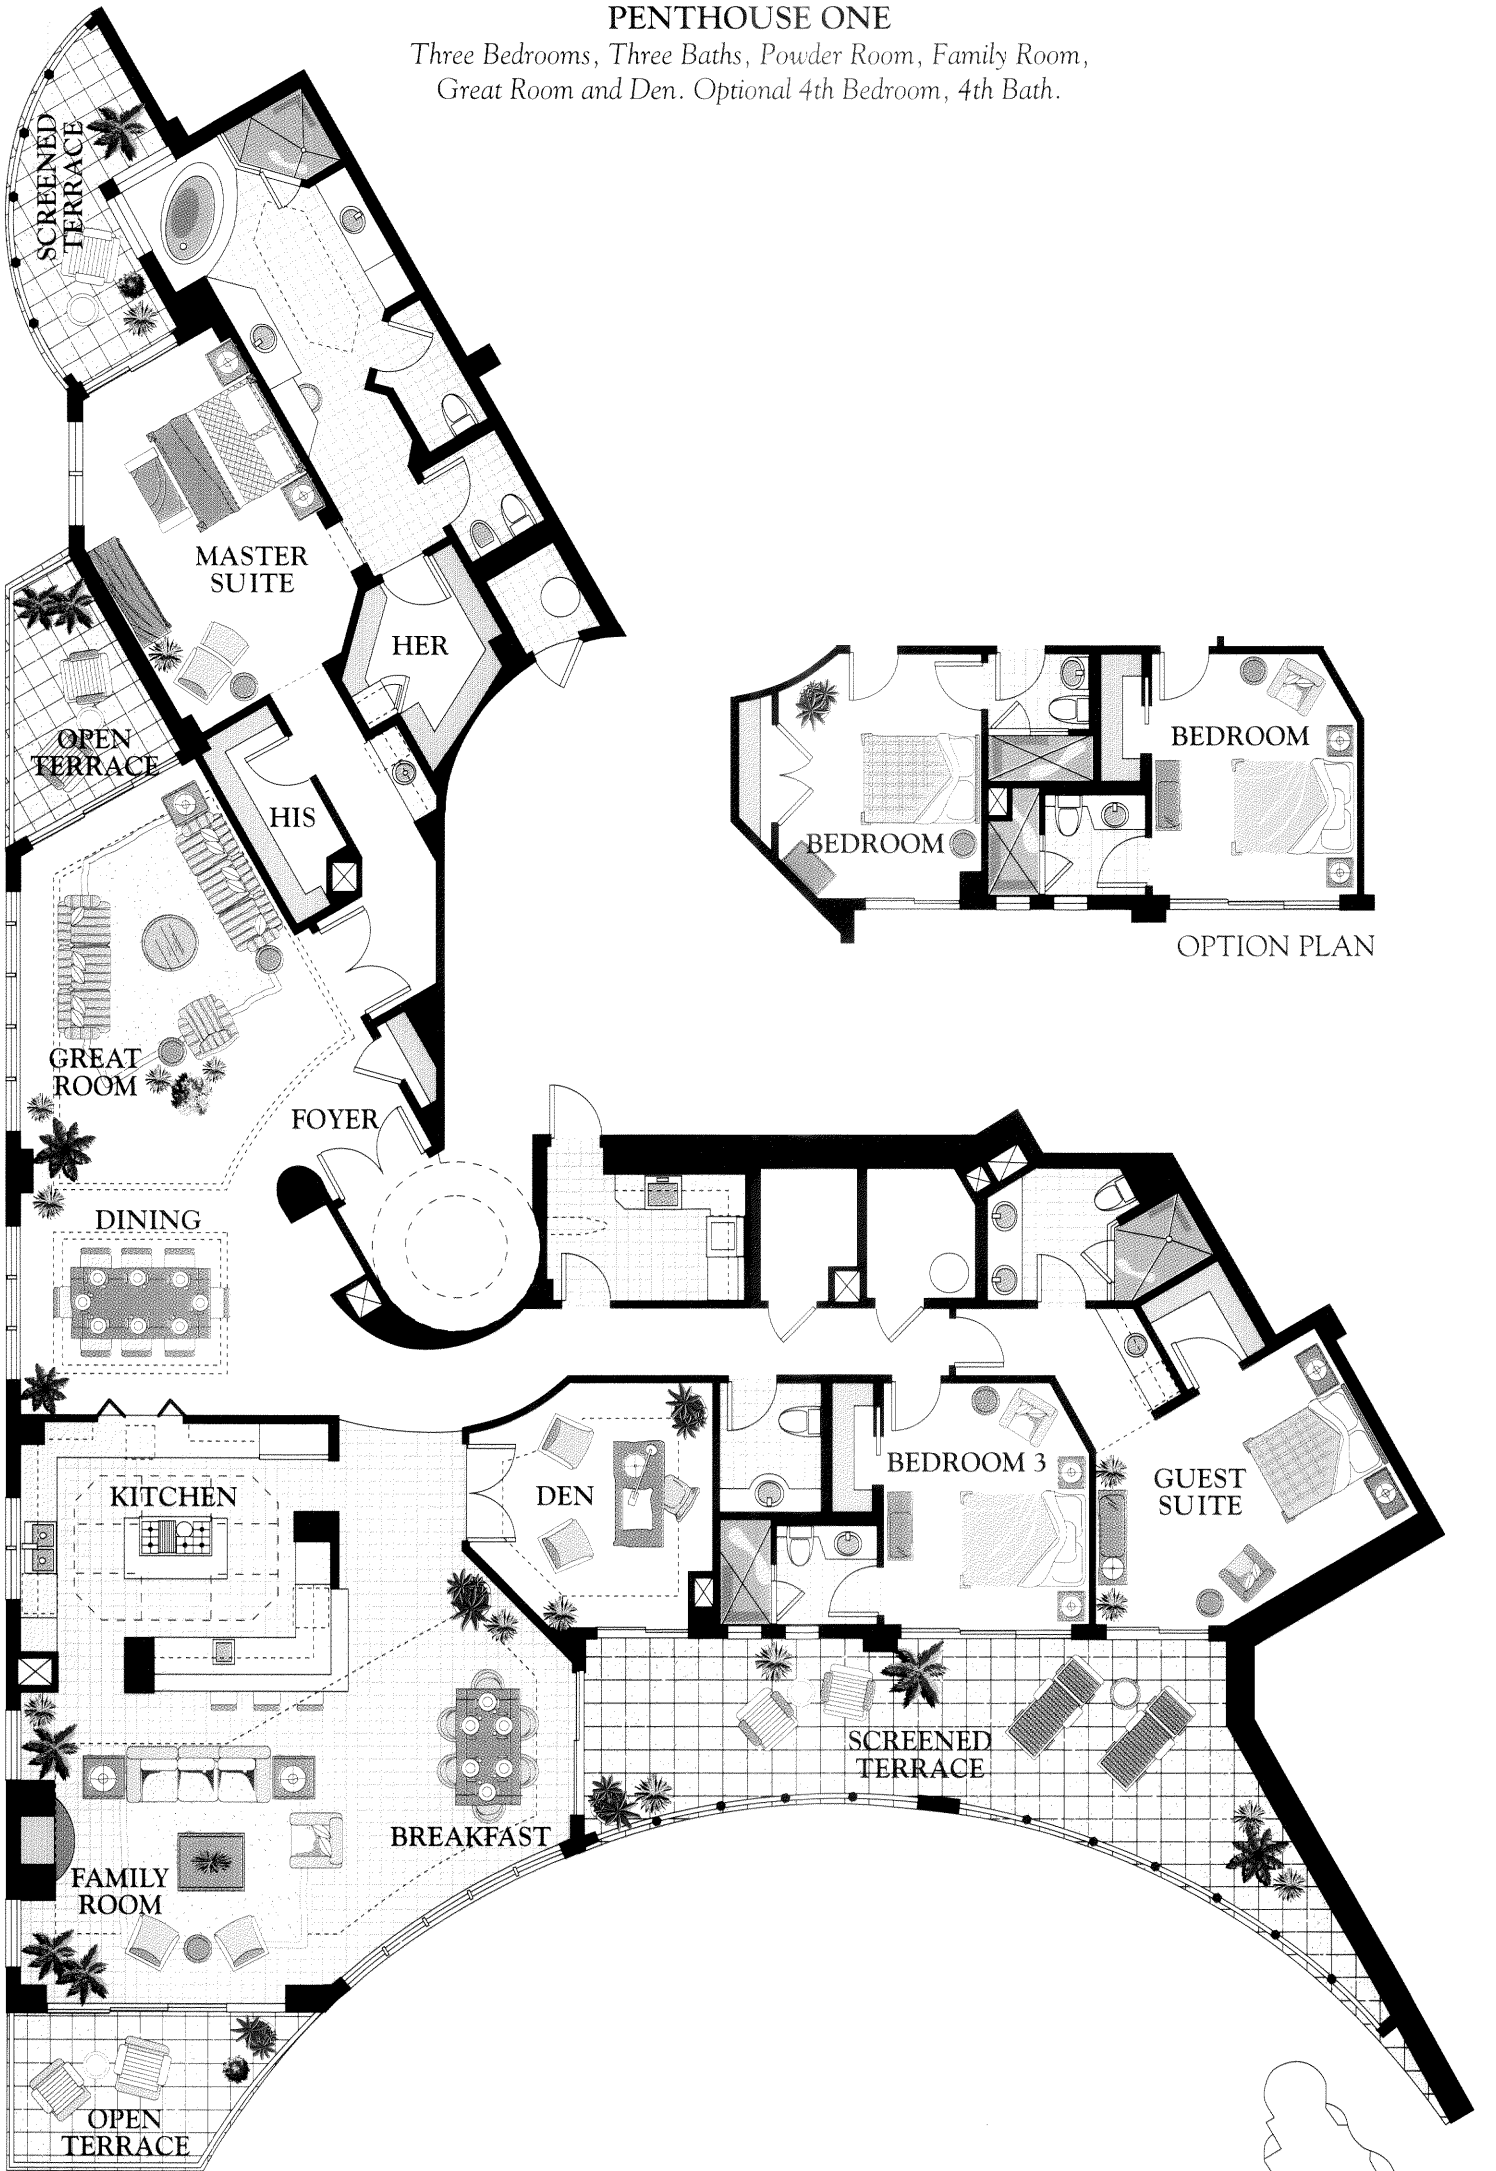 PENTHOUSE ONE
Three Bedrooms, Three Baths, Powder Room, Family Room,
Great Room and Den. Optional 4th Bedroom, 4th Bath.
SCREENED
TERRACE
MASTER
SUITE
HER
OPEN
TERRACE
HIS
BEDROOM
BEDROOM
OPTION PLAN
GREAT
ROOM
FOYER
DINING
KITCHEN
DEN
BEDROOM 3
GUEST
SUITE
SCREENED
TERRACE
BREAKFAST
FAMILY
ROOM
OPEN
TERRACE